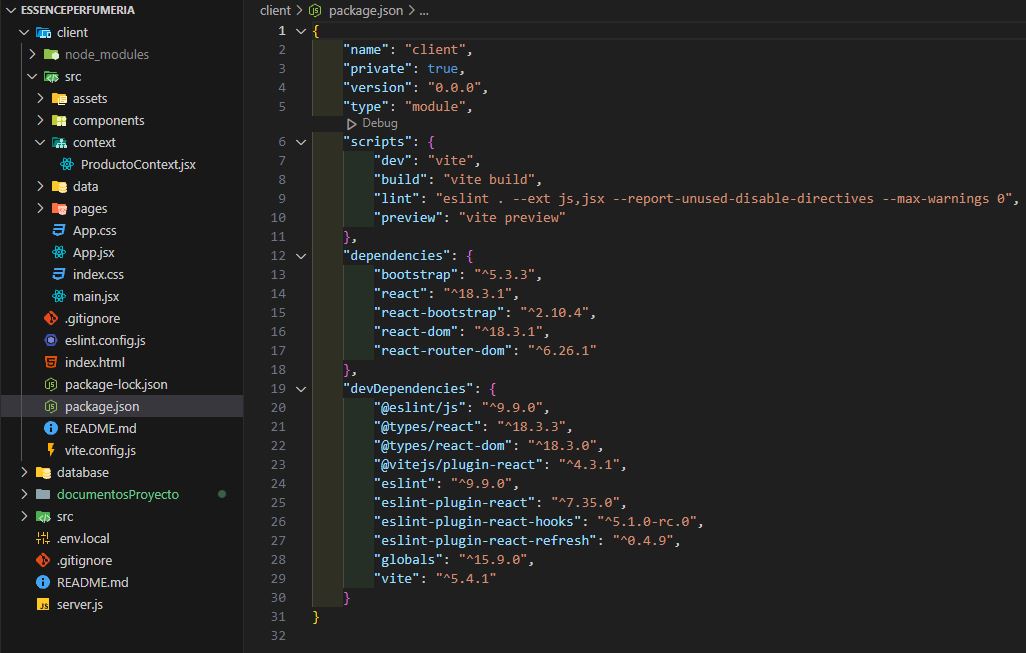 ESSENCEPERFUMERIA
client
node_modules
src
assets
components
context
ProductoContext.jsx
data
pages
App.css
App.jsx
index.css
main.jsx
.gitignore
eslint.config.js
index.html
package-lock.json
package.json
README.md
vite.config.js
database
documentosProyecto
src
.env.local
.gitignore
README.md
server.js
client > package.json > ...
1 {
2 "name": "client",
3 "private": true,
4 "version": "0.0.0",
5 "type": "module",
Debug
6 "scripts": {
7 "dev": "vite",
8 "build": "vite build",
9 "lint": "eslint . --ext js,jsx --report-unused-disable-directives --max-warnings 0",
10 "preview": "vite preview"
11 },
12 "dependencies": {
13 "bootstrap": "^5.3.3",
14 "react": "^18.3.1",
15 "react-bootstrap": "^2.10.4",
16 "react-dom": "^18.3.1",
17 "react-router-dom": "^6.26.1"
18 },
19 "devDependencies": {
20 "@eslint/js": "^9.9.0",
21 "@types/react": "^18.3.3",
22 "@types/react-dom": "^18.3.0",
23 "@vitejs/plugin-react": "^4.3.1",
24 "eslint": "^9.9.0",
25 "eslint-plugin-react": "^7.35.0",
26 "eslint-plugin-react-hooks": "^5.1.0-rc.0",
27 "eslint-plugin-react-refresh": "^0.4.9",
28 "globals": "^15.9.0",
29 "vite": "^5.4.1"
30 }
31 }
32